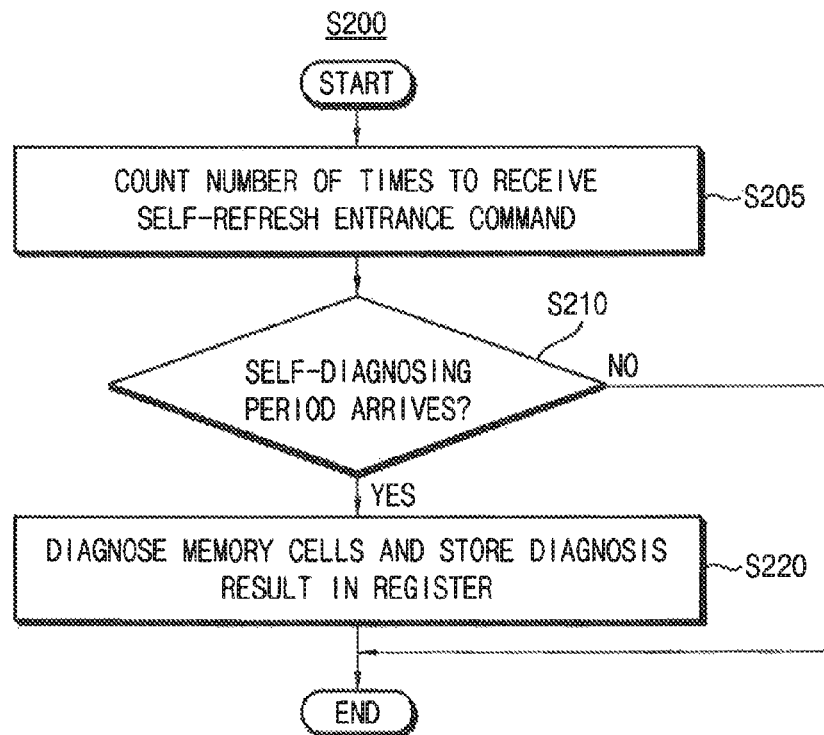 S200
START
COUNT NUMBER OF TIMES TO RECEIVE
SELF-REFRESH ENTRANCE COMMAND
S205
S210
SELF-DIAGNOSING
PERIOD ARRIVES?
NO
YES
DIAGNOSE MEMORY CELLS AND STORE DIAGNOSIS
RESULT IN REGISTER
S220
END